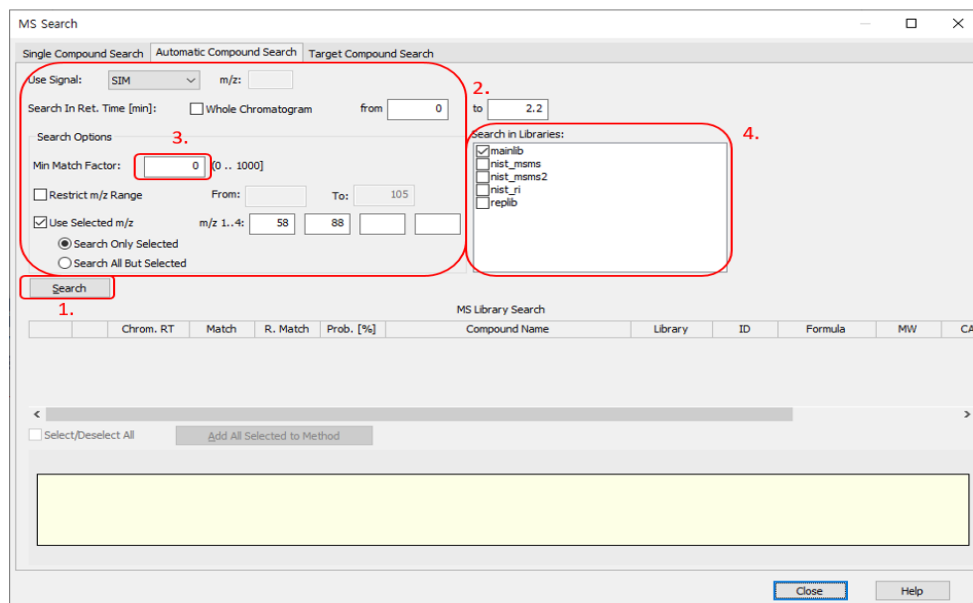 MS Search
Single Compound Search Automatic Compound Search Target Compound Search
Use Signal: SIM m/z:
2.
Search In Ret. Time [min]: Whole Chromatogram from 0 to 2.2
Search Options 3. Search in Libraries: 4.
Min Match Factor: 0 (0 .. 1000] mainlib
nist_msms
nist_msms2
nist_ri
replib
Restrict m/z Range From: To: 105
Use Selected m/z m/z 1..4: 58 88
Search Only Selected
Search All But Selected
Search
1.
MS Library Search
Chrom. RT Match R. Match Prob. [%] Compound Name Library ID Formula MW CA
Select/Deselect All Add All Selected to Method
Close Help